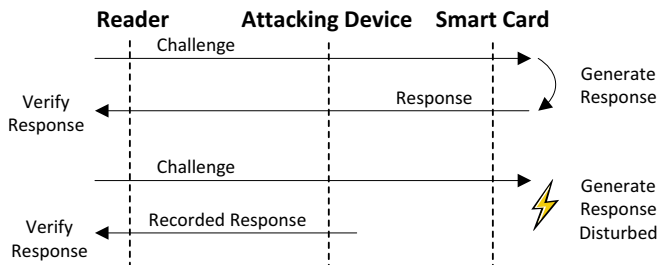 Reader Attacking Device Smart Card
Challenge
Generate
Response
Response
Verify
Response
Challenge
Generate
Response
Disturbed
Recorded Response
Verify
Response